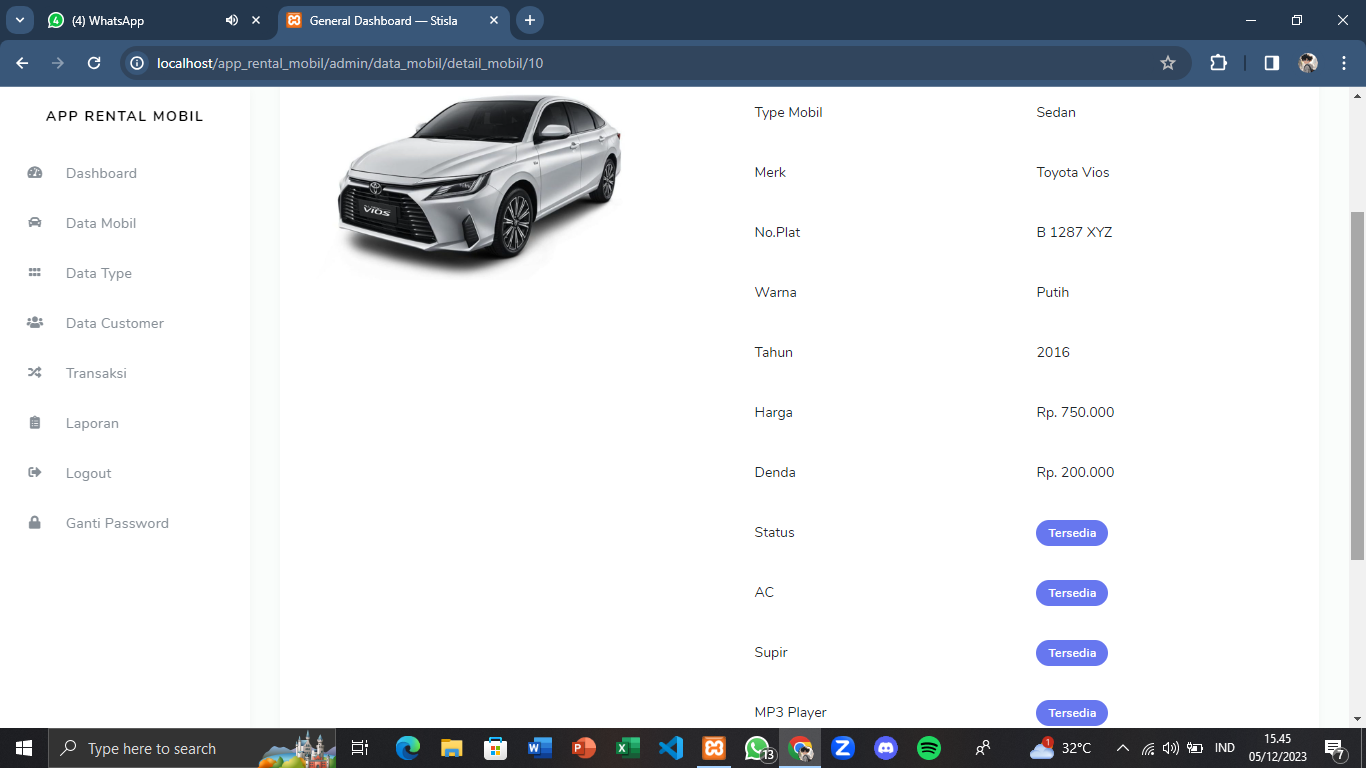 (4) WhatsApp
General Dashboard — Stisla
localhost/app_rental_mobil/admin/data_mobil/detail_mobil/10
APP RENTAL MOBIL
Dashboard
Data Mobil
Data Type
Data Customer
Transaksi
Laporan
Logout
Ganti Password
VIOS
Type Mobil Sedan
Merk Toyota Vios
No.Plat B 1287 XYZ
Warna Putih
Tahun 2016
Harga Rp. 750.000
Denda Rp. 200.000
Status Tersedia
AC Tersedia
Supir Tersedia
MP3 Player Tersedia
Type here to search
13
1
32°C
IND
15.45
05/12/2023
7